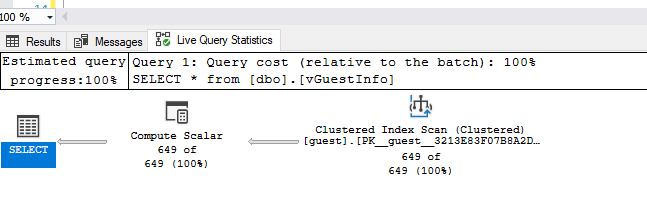 100 %
Results
Messages
Live Query Statistics
Estimated query
progress:100%
Query 1: Query cost (relative to the batch): 100%
SELECT * from [dbo].[vGuestInfo]
SELECT
Compute Scalar
649 of
649 (100%)
Clustered Index Scan (Clustered)
[guest].[PK__guest__3213E83F07B8A2D…
649 of
649 (100%)